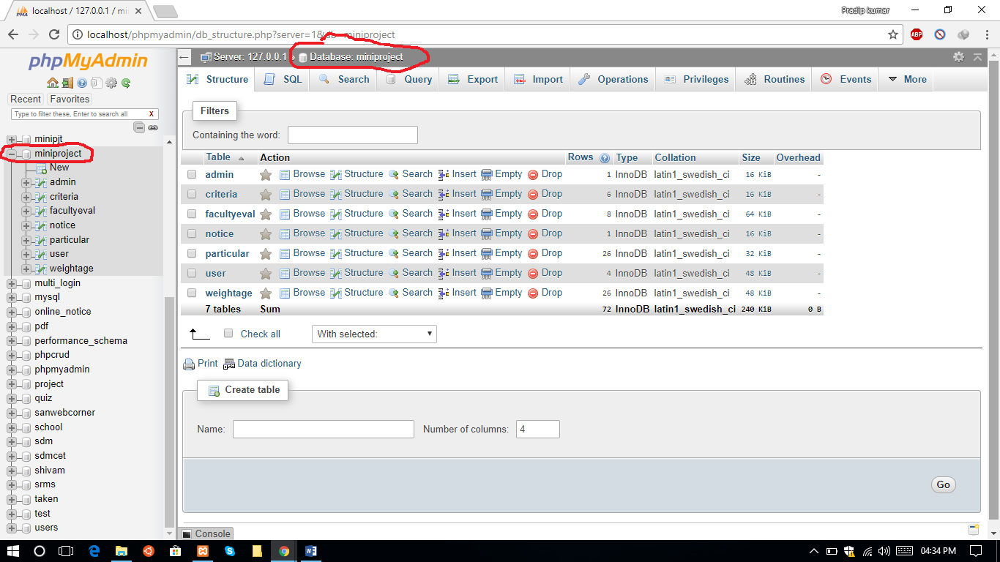 localhost / 127.0.0.1 / mi
Pradip kumar
localhost/phpmyadmin/db_structure.php?server=1&db=miniproject
ABP
phpMyAdmin
Server: 127.0.0.1 » Database: miniproject
Structure SQL Search Query Export Import Operations Privileges Routines Events More
Recent Favorites
Type to filter these, Enter to search all X
minipjt
miniproject
New
admin
criteria
facultyeval
notice
particular
user
weightage
multi_login
mysql
online_notice
pdf
performance_schema
phpcrud
phpmyadmin
project
quiz
sanwebcorner
school
sdm
sdmcet
shivam
srms
taken
test
users
Filters
Containing the word:
Table Action Rows Type Collation Size Overhead
admin Browse Structure Search Insert Empty Drop 1 InnoDB latin1_swedish_ci 16 KiB -
criteria Browse Structure Search Insert Empty Drop 6 InnoDB latin1_swedish_ci 16 KiB -
facultyeval Browse Structure Search Insert Empty Drop 8 InnoDB latin1_swedish_ci 64 KiB -
notice Browse Structure Search Insert Empty Drop 1 InnoDB latin1_swedish_ci 16 KiB -
particular Browse Structure Search Insert Empty Drop 26 InnoDB latin1_swedish_ci 32 KiB -
user Browse Structure Search Insert Empty Drop 4 InnoDB latin1_swedish_ci 48 KiB -
weightage Browse Structure Search Insert Empty Drop 26 InnoDB latin1_swedish_ci 48 KiB -
7 tables Sum 72 InnoDB latin1_swedish_ci 240 KiB 0 B
Check all With selected:
Print Data dictionary
Create table
Name: Number of columns: 4
Go
Console
04:34 PM